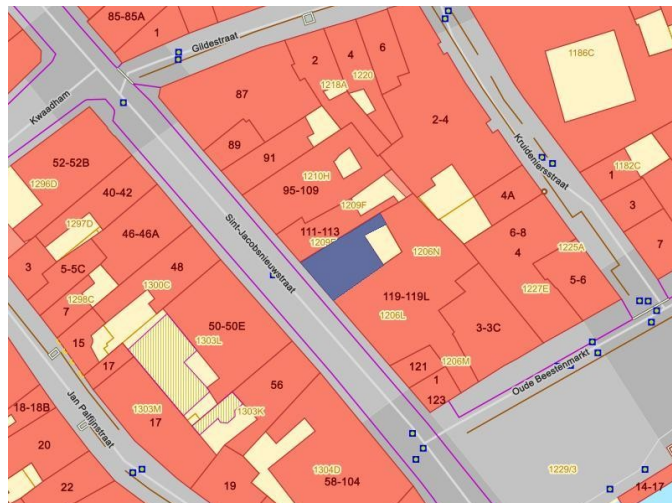 85-85A
1
Gildestraat
2
4
6
1218A
1220
1186C
Kwaadham
87
2-4
Kruideniersstraat
89
91
52-52B
1296D
1210H
95-109
1182C
1
40-42
4A
3
1297D
46-46A
1209F
111-113
Sint-Jacobsnieuwstraat
6-8
1225A
3
5-5C
48
1206N
4
7
1300C
1298C
7
119-119L
1227E
5-6
50-50E
1206L
15
1303L
3-3C
17
121
1206M
56
1
Oude Beestenmarkt
18-18B
Jan Palfijnstraat
1303M
1303K
123
17
20
1304D
1229/3
22
19
58-104
14-17